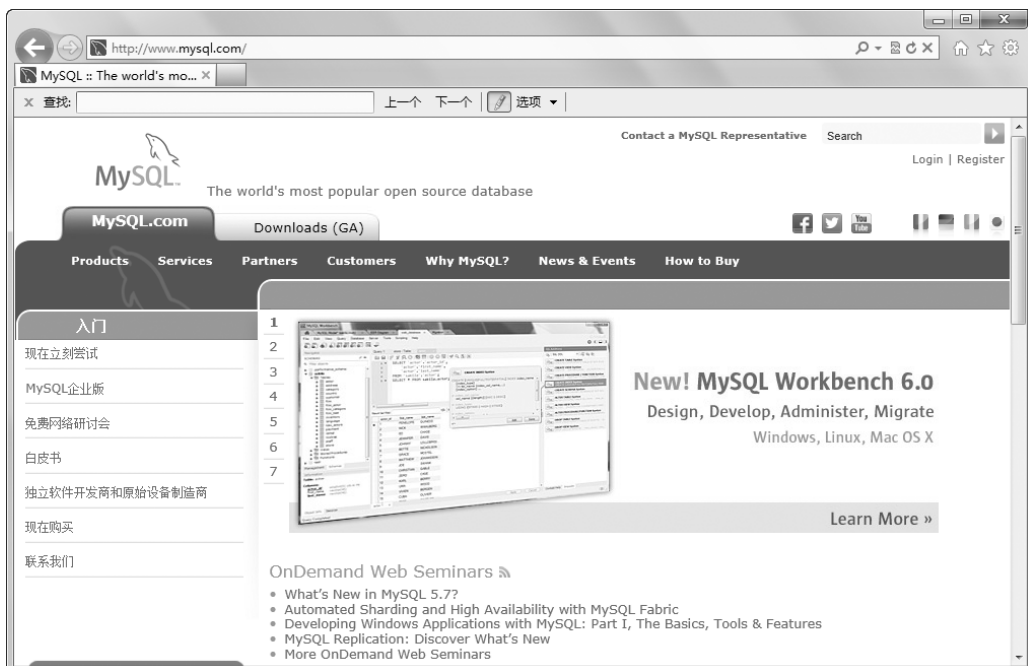 http://www.mysql.com/
MySQL :: The world's mo...
查找:
上一个 下一个 选项
Contact a MySQL Representative Search
Login | Register
MySQL
The world's most popular open source database
MySQL.com Downloads (GA)
You Tube
Products Services Partners Customers Why MySQL? News & Events How to Buy
入门
现在立刻尝试
MySQL企业版
免费网络研讨会
白皮书
独立软件开发商和原始设备制造商
现在购买
联系我们
1
2
3
4
5
6
7
New! MySQL Workbench 6.0
Design, Develop, Administer, Migrate
Windows, Linux, Mac OS X
Learn More »
OnDemand Web Seminars
• What's New in MySQL 5.7?
• Automated Sharding and High Availability with MySQL Fabric
• Developing Windows Applications with MySQL: Part I, The Basics, Tools & Features
• MySQL Replication: Discover What's New
• More OnDemand Web Seminars